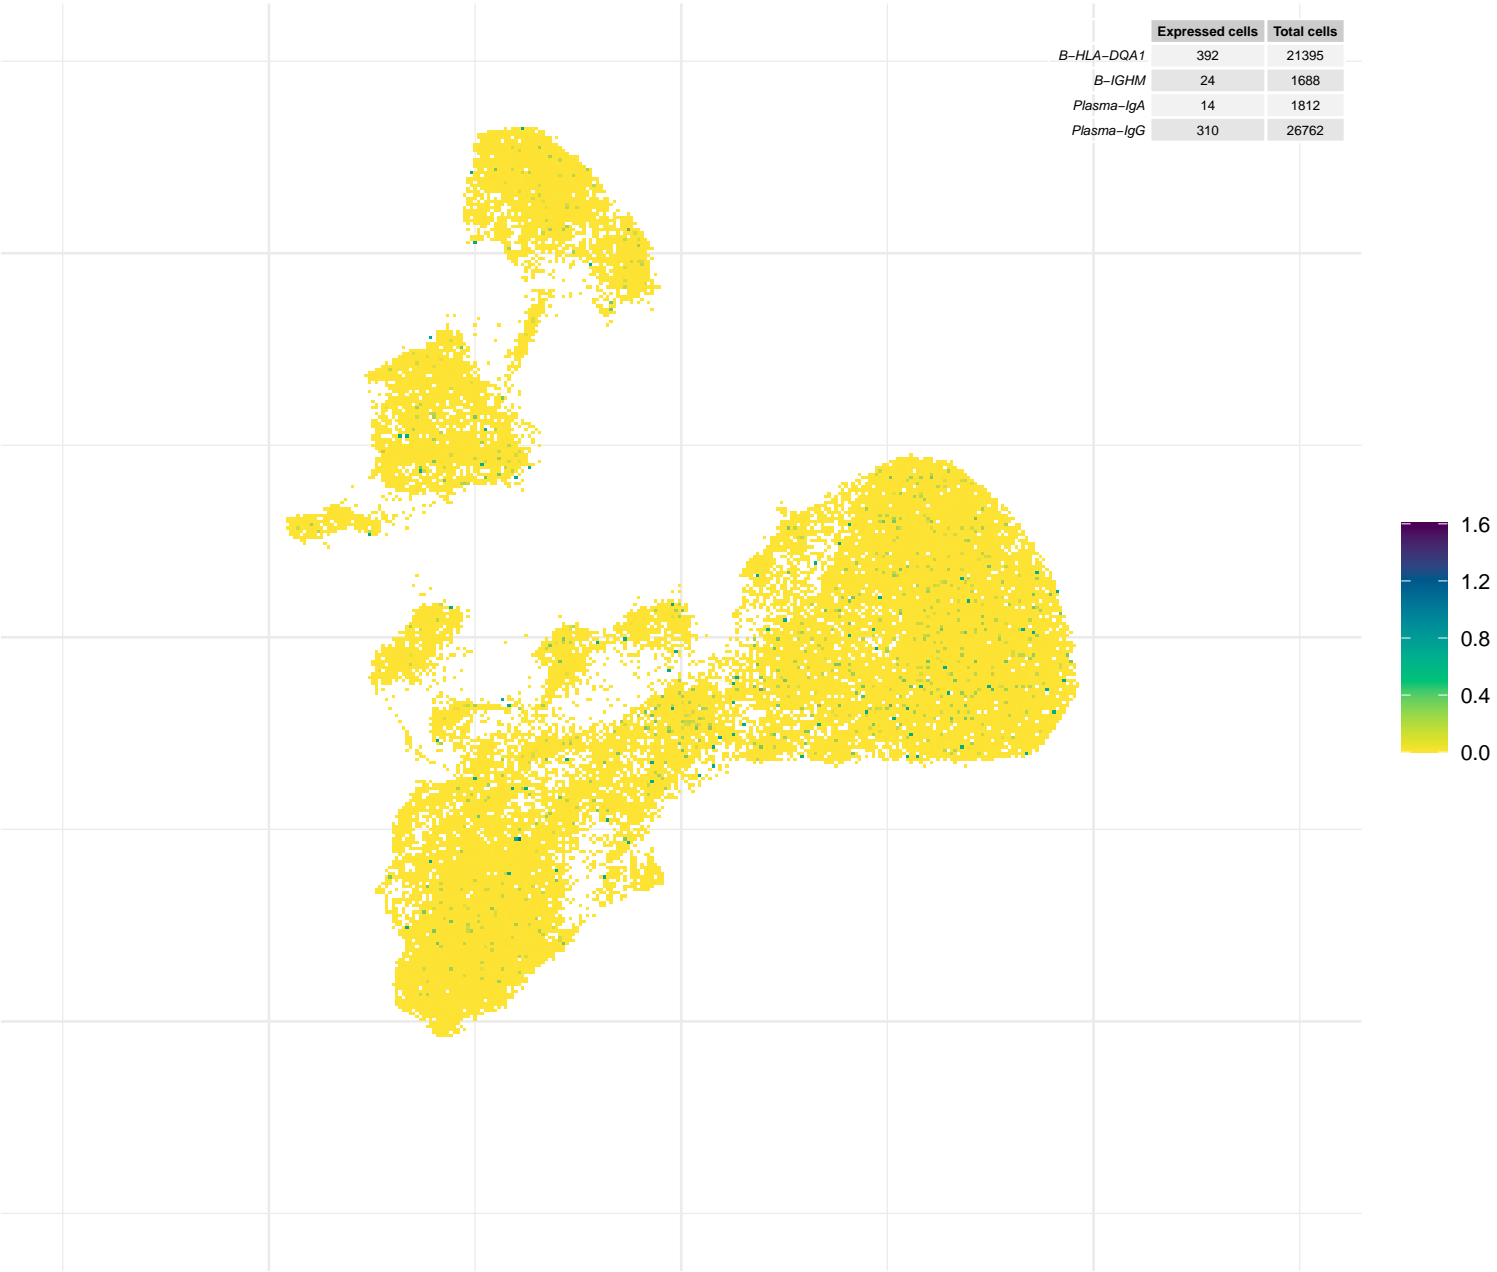 Expressed cells Total cells
B−HLA−DQA1 392 21395
B−IGHM 24 1688
Plasma−IgA 14 1812
Plasma−IgG 310 26762
1.6
1.2
0.8
0.4
0.0